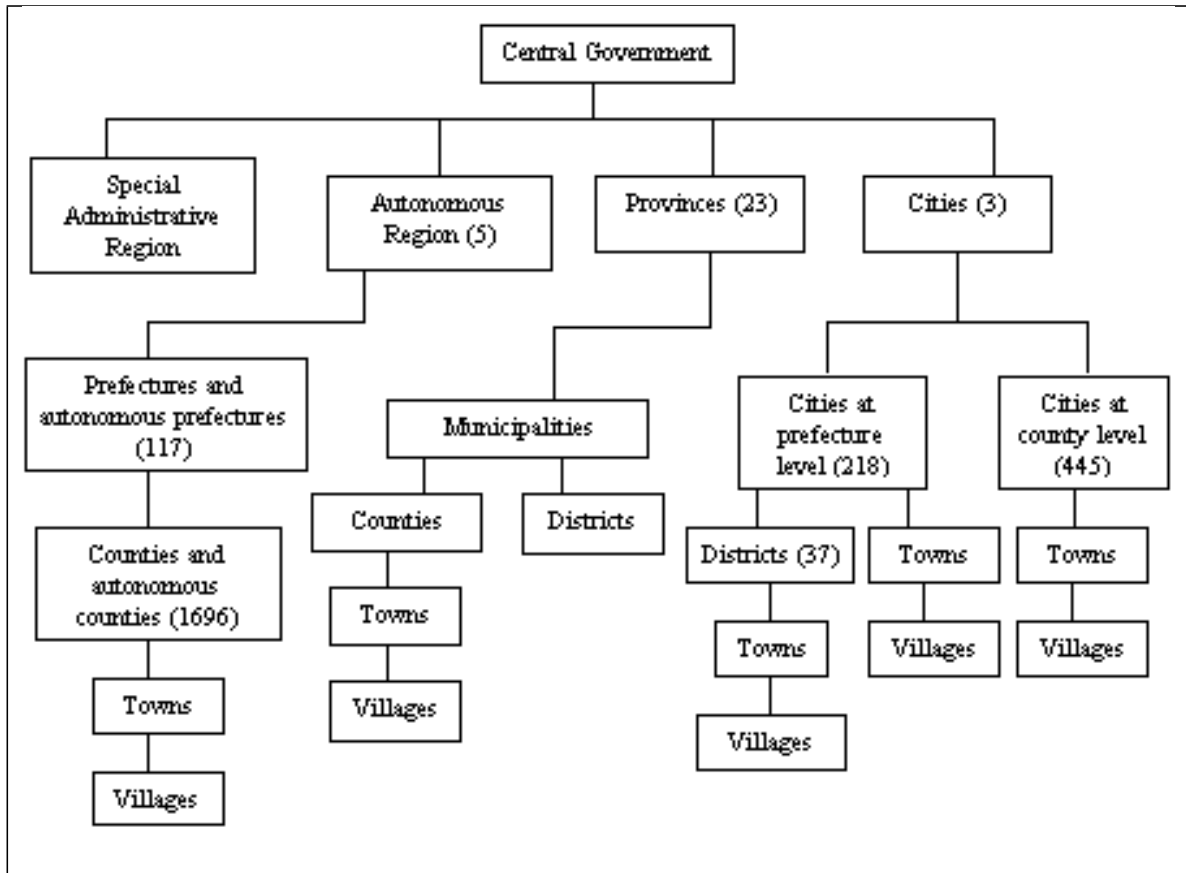 Central Government
Special
Administrative
Region
Autonomous
Region (5)
Provinces (23)
Cities (3)
Prefectures and
autonomous prefectures
(117)
Municipalities
Cities at
prefecture
level (218)
Cities at
county level
(445)
Counties and
autonomous
counties (1696)
Counties
Districts
Districts (37)
Towns
Towns
Towns
Villages
Towns
Villages
Villages
Towns
Villages
Villages